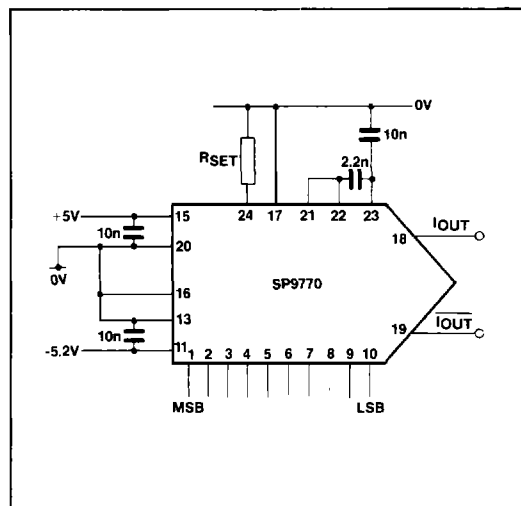 0V
10n
RSET
2.2n
24 17 21 22 23
+5V 15
10n
20
0V
16
SP9770
13
10n
-5.2V 11
18 IOUT
19 IOUT
1 2 3 4 5 6 7 8 9 10
MSB LSB